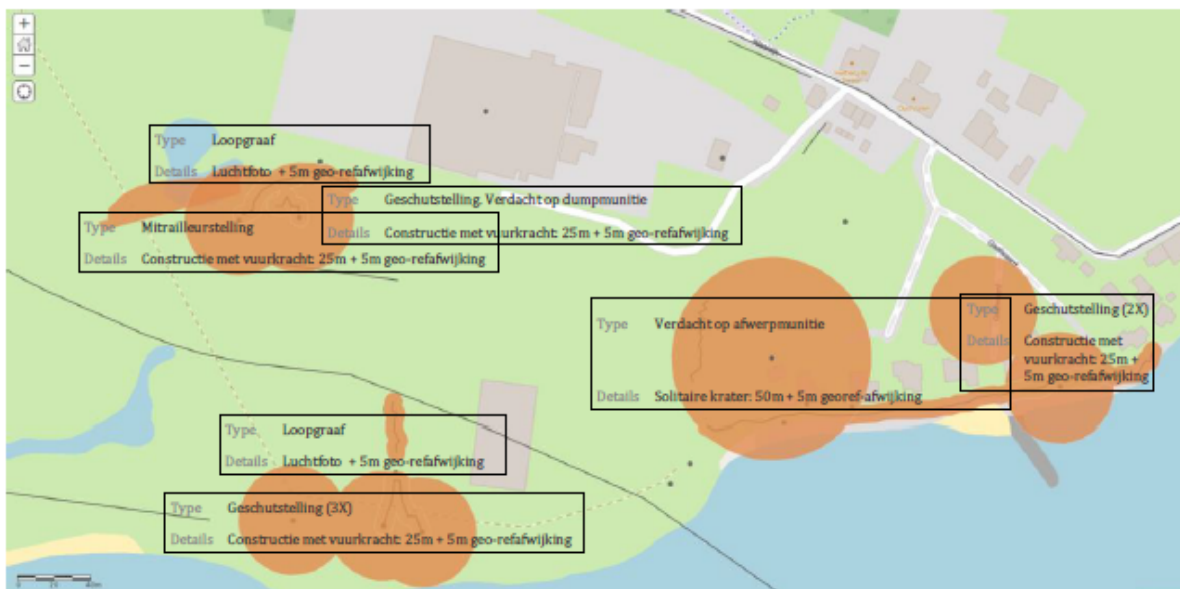 Type Loopgraaf
Details Luchtfoto + 5m geo-refafwijking
Type Geschutstelling. Verdacht op dumpmunitie
Details Constructie met vuurkracht: 25m + 5m geo-refafwijking
Type Mitrailleurstelling
Details Constructie met vuurkracht: 25m + 5m geo-refafwijking
Type Verdacht op afwerpmunitie
Details Solitaire krater: 50m + 5m georef-afwijking
Type Geschutstelling (2X)
Details Constructie met
vuurkracht: 25m +
5m geo-refafwijking
Type Loopgraaf
Details Luchtfoto + 5m geo-refafwijking
Type Geschutstelling (3X)
Details Constructie met vuurkracht: 25m + 5m geo-refafwijking
0 20 40m